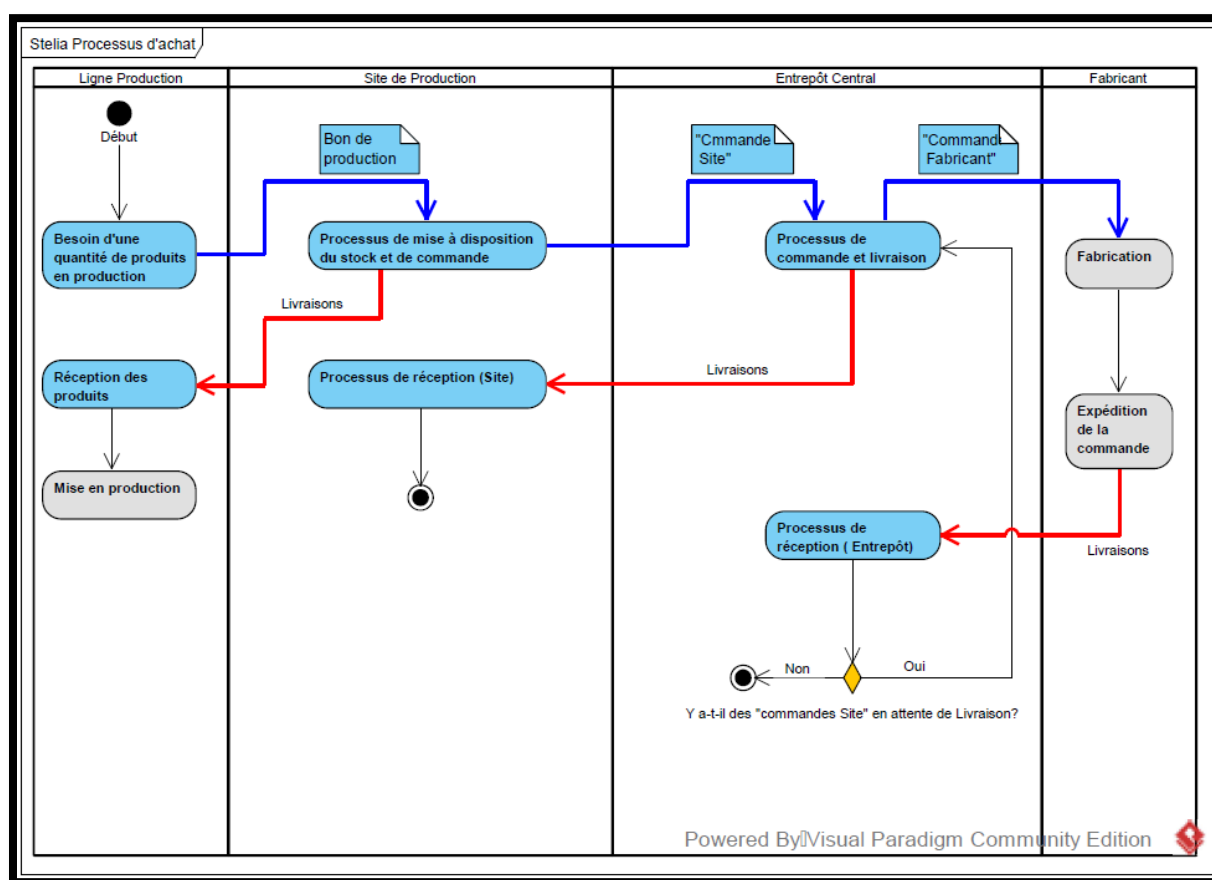 Stelia Processus d'achat
Ligne Production
Site de Production
Entrepôt Central
Fabricant
Début
Bon de
production
"Cmmande
Site"
"Command
Fabricant"
Besoin d'une
quantité de produits
en production
Processus de mise à disposition
du stock et de commande
Processus de
commande et livraison
Fabrication
Livraisons
Réception des
produits
Processus de réception (Site)
Livraisons
Expédition
de la
commande
Mise en production
Processus de
réception ( Entrepôt)
Livraisons
Non
Oui
Y a-t-il des "commandes Site" en attente de Livraison?
Powered By Visual Paradigm Community Edition